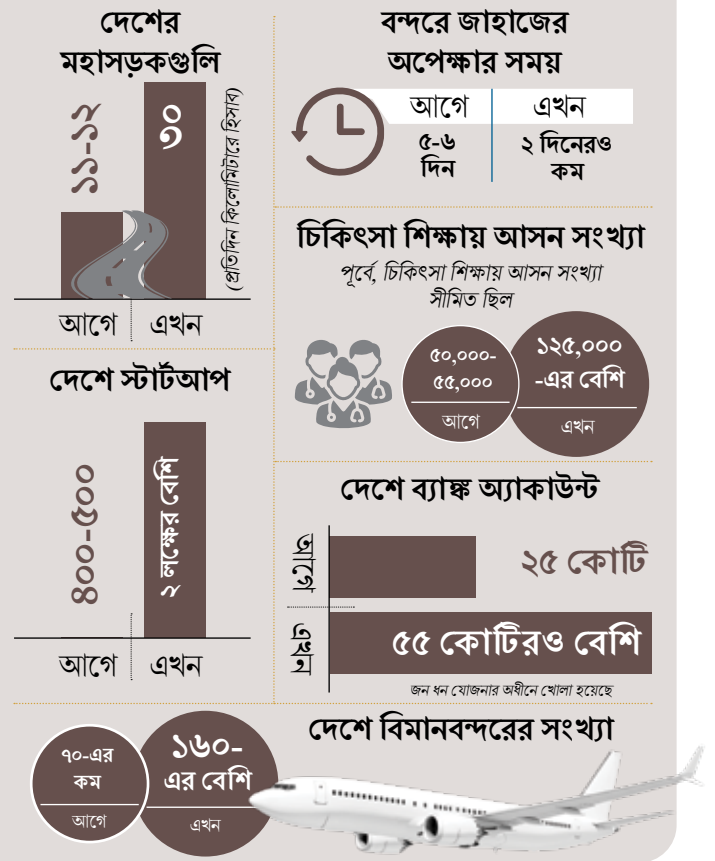 দেশের
মহাসড়কগুলি
১১-১২
৩০
(প্রতিদিন কিলোমিটারে হিসাব)
আগে
এখন
বন্দরে জাহাজের
অপেক্ষার সময়
আগে
এখন
৫-৬
দিন
২ দিনেরও
কম
চিকিৎসা শিক্ষায় আসন সংখ্যা
পূর্বে, চিকিৎসা শিক্ষায় আসন সংখ্যা
সীমিত ছিল
৫০,০০০-
৫৫,০০০
আগে
১২৫,০০০
-এর বেশি
এখন
দেশে স্টার্টআপ
৪০০-৫০০
২ লক্ষের বেশি
আগে
এখন
দেশে ব্যাঙ্ক অ্যাকাউন্ট
আগে
২৫ কোটি
এখন
৫৫ কোটিরও বেশি
জন ধন যোজনার অধীনে খোলা হয়েছে
দেশে বিমানবন্দরের সংখ্যা
৭০-এর
কম
আগে
১৬০-
এর বেশি
এখন